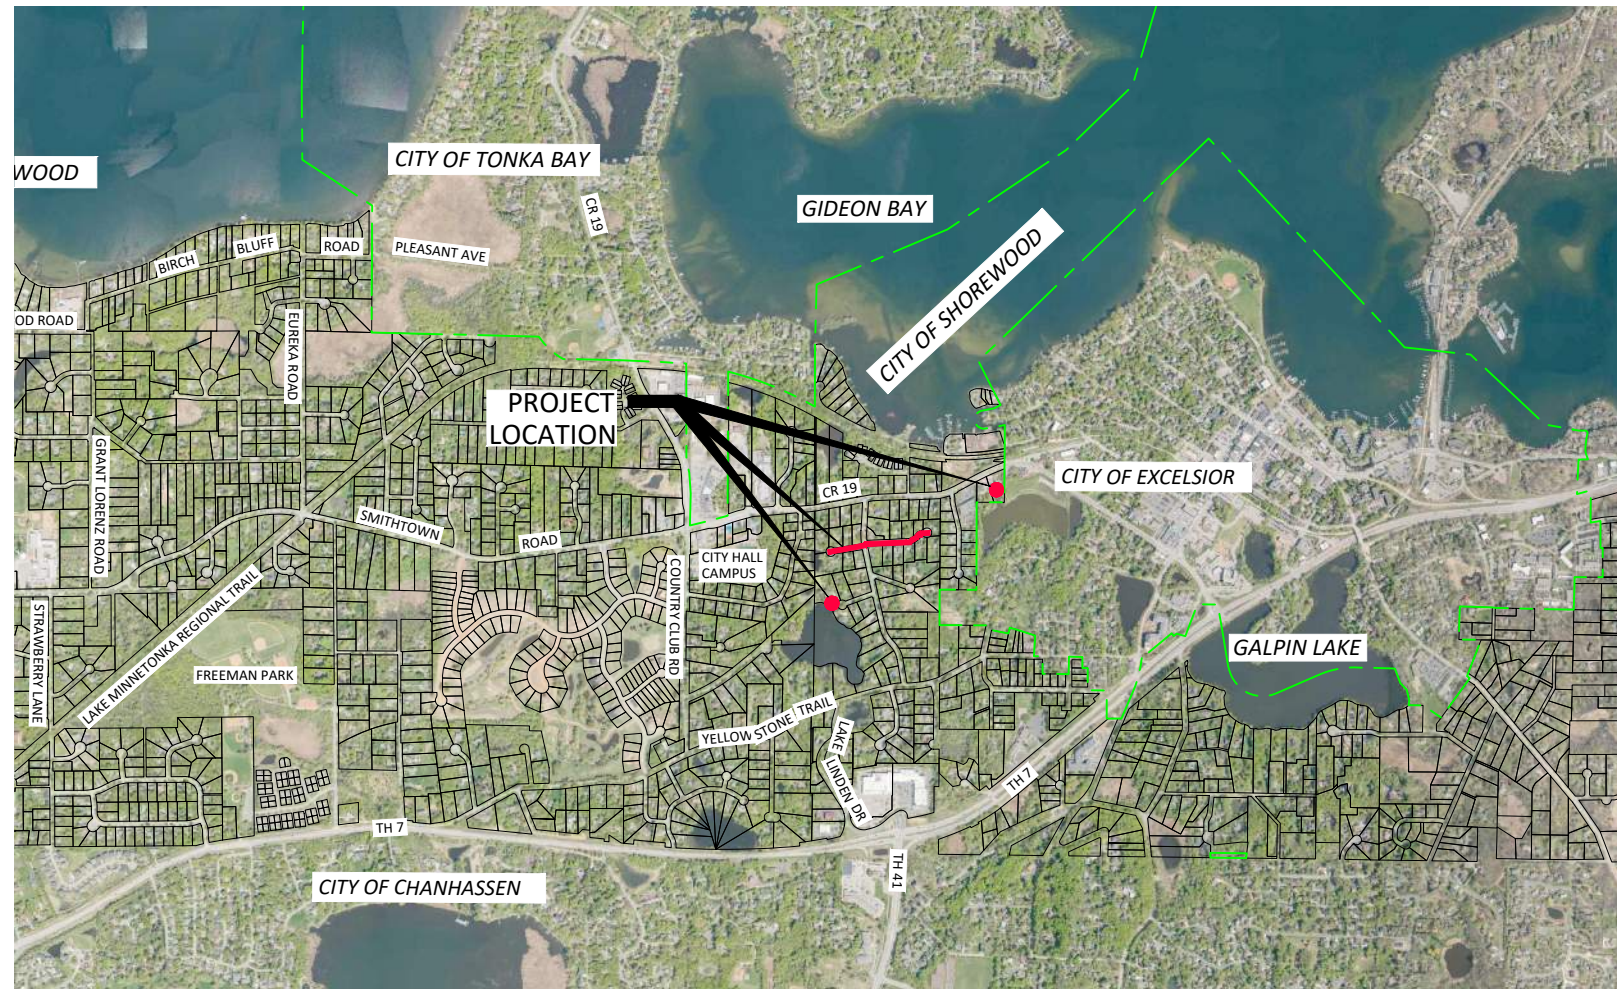 CITY OF TONKA BAY
WOOD
CR 19
GIDEON BAY
CITY OF SHOREWOOD
BIRCH
BLUFF
ROAD
PLEASANT AVE
OD ROAD
EUREKA ROAD
PROJECT
LOCATION
GRANT LORENZ ROAD
CITY OF EXCELSIOR
CR 19
SMITHTOWN
ROAD
CITY HALL
CAMPUS
COUNTRY CLUB RD
STRAWBERRY LANE
LAKE MINNETONKA REGIONAL TRAIL
FREEMAN PARK
GALPIN LAKE
YELLOW STONE TRAIL
LAKE
LINDEN DR
TH 7
TH 7
TH 41
CITY OF CHANHASSEN